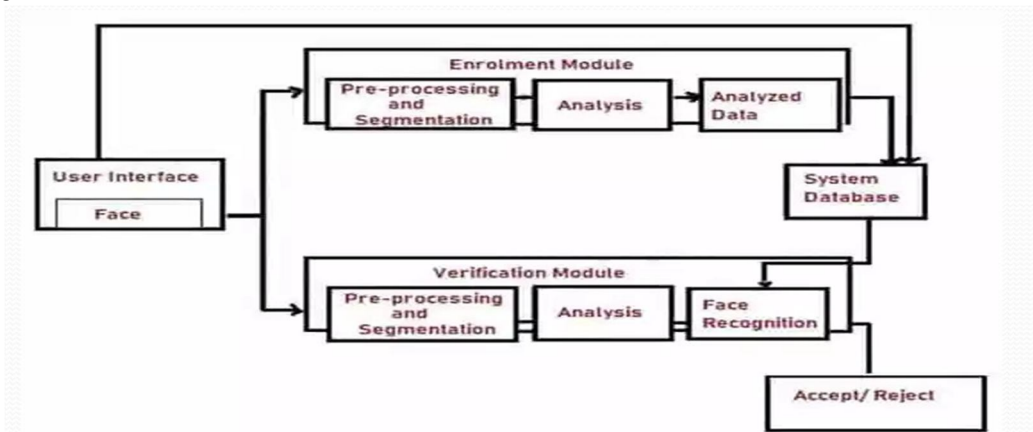 Enrolment Module
Pre-processing
and
Segmentation
Analysis
Analyzed
Data
User Interface
Face
System
Database
Verification Module
Pre-processing
and
Segmentation
Analysis
Face
Recognition
Accept/ Reject